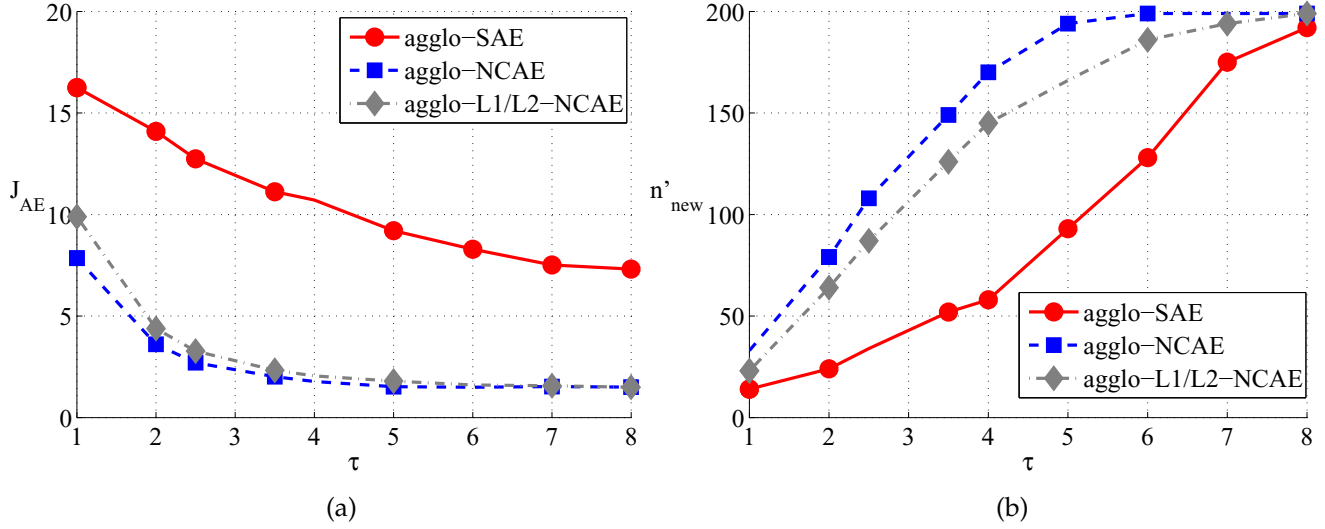 20
15
10
5
0
J_AE
1 2 3 4 5 6 7 8
τ
agglo−SAE
agglo−NCAE
agglo−L1/L2−NCAE
(a)
200
150
100
50
0
n'_new
1 2 3 4 5 6 7 8
τ
agglo−SAE
agglo−NCAE
agglo−L1/L2−NCAE
(b)